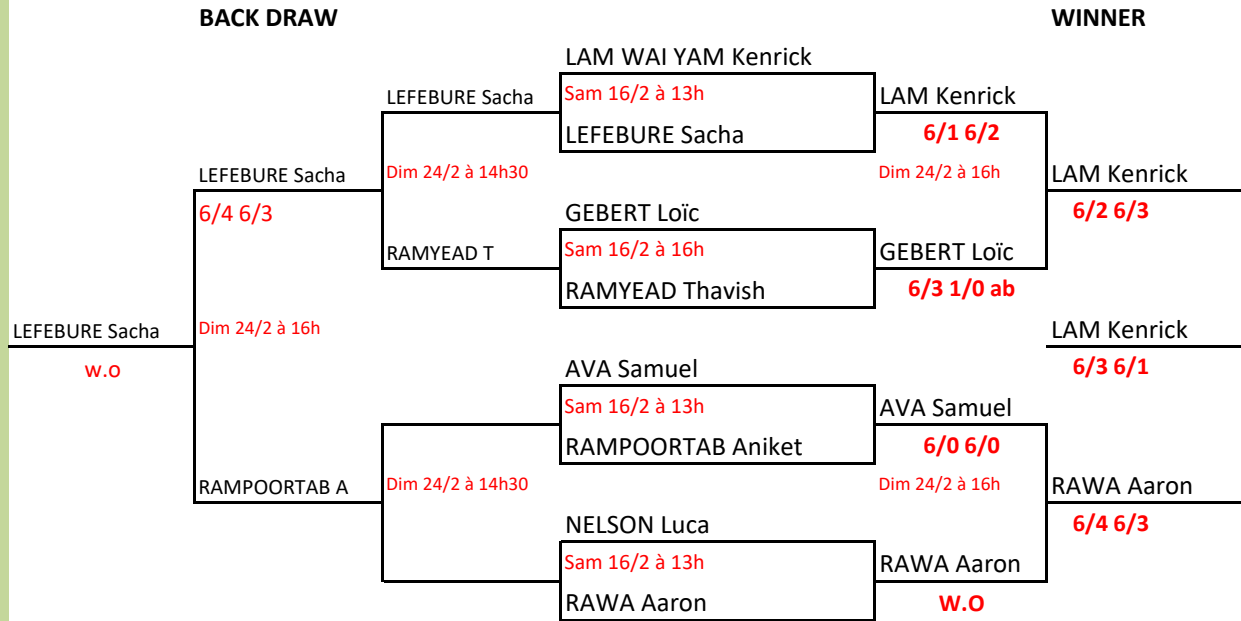 BACK DRAW WINNER
LAM WAI YAM Kenrick
LEFEBURE Sacha Sam 16/2 à 13h LAM Kenrick
LEFEBURE Sacha 6/1 6/2
LEFEBURE Sacha Dim 24/2 à 14h30 Dim 24/2 à 16h LAM Kenrick
6/4 6/3 GEBERT Loïc 6/2 6/3
RAMYEAD T Sam 16/2 à 16h GEBERT Loïc
RAMYEAD Thavish 6/3 1/0 ab
LEFEBURE Sacha Dim 24/2 à 16h LAM Kenrick
w.o AVA Samuel 6/3 6/1
Sam 16/2 à 13h AVA Samuel
RAMPOORTAB Aniket 6/0 6/0
RAMPOORTAB A Dim 24/2 à 14h30 Dim 24/2 à 16h RAWA Aaron
NELSON Luca 6/4 6/3
Sam 16/2 à 13h RAWA Aaron
RAWA Aaron W.O